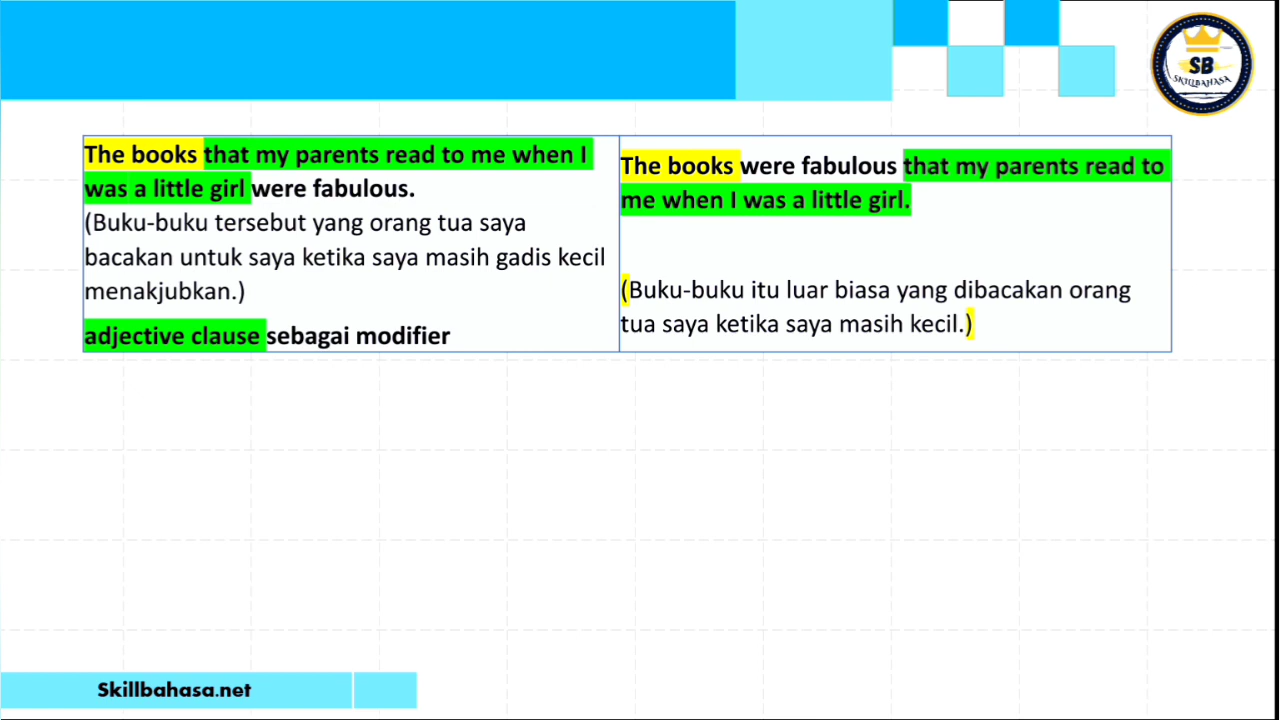 SB
SKILLBAHASA
The books that my parents read to me when I
was a little girl were fabulous.
(Buku-buku tersebut yang orang tua saya
bacakan untuk saya ketika saya masih gadis kecil
menakjubkan.)
adjective clause sebagai modifier
The books were fabulous that my parents read to
me when I was a little girl.
(Buku-buku itu luar biasa yang dibacakan orang
tua saya ketika saya masih kecil.)
Skillbahasa.net